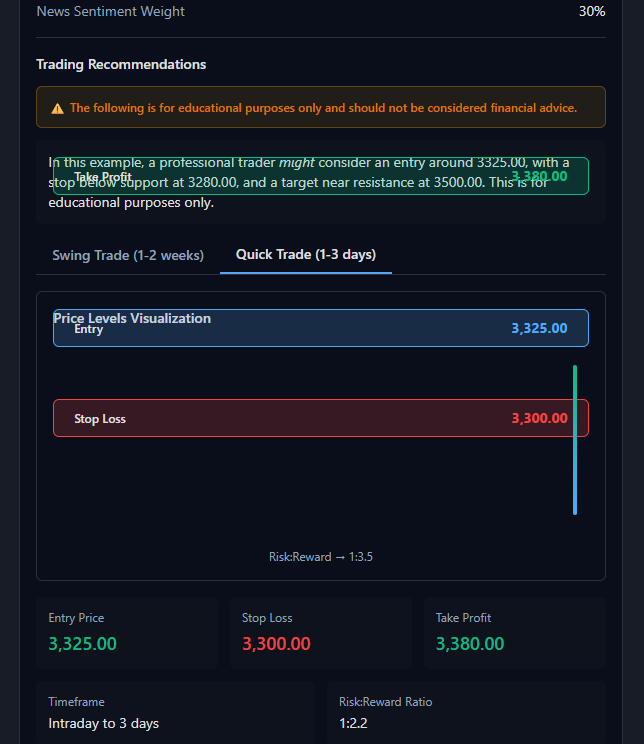 News Sentiment Weight 30%
Trading Recommendations
⚠ The following is for educational purposes only and should not be considered financial advice.
In this example, a professional trader might consider an entry around 3325.00, with a
Take Profit 3,380.00
stop below support at 3280.00, and a target near resistance at 3500.00. This is for
educational purposes only.
Swing Trade (1-2 weeks) Quick Trade (1-3 days)
Price Levels Visualization
Entry 3,325.00
Stop Loss 3,300.00
Risk:Reward → 1:3.5
Entry Price Stop Loss Take Profit
3,325.00 3,300.00 3,380.00
Timeframe Risk:Reward Ratio
Intraday to 3 days 1:2.2